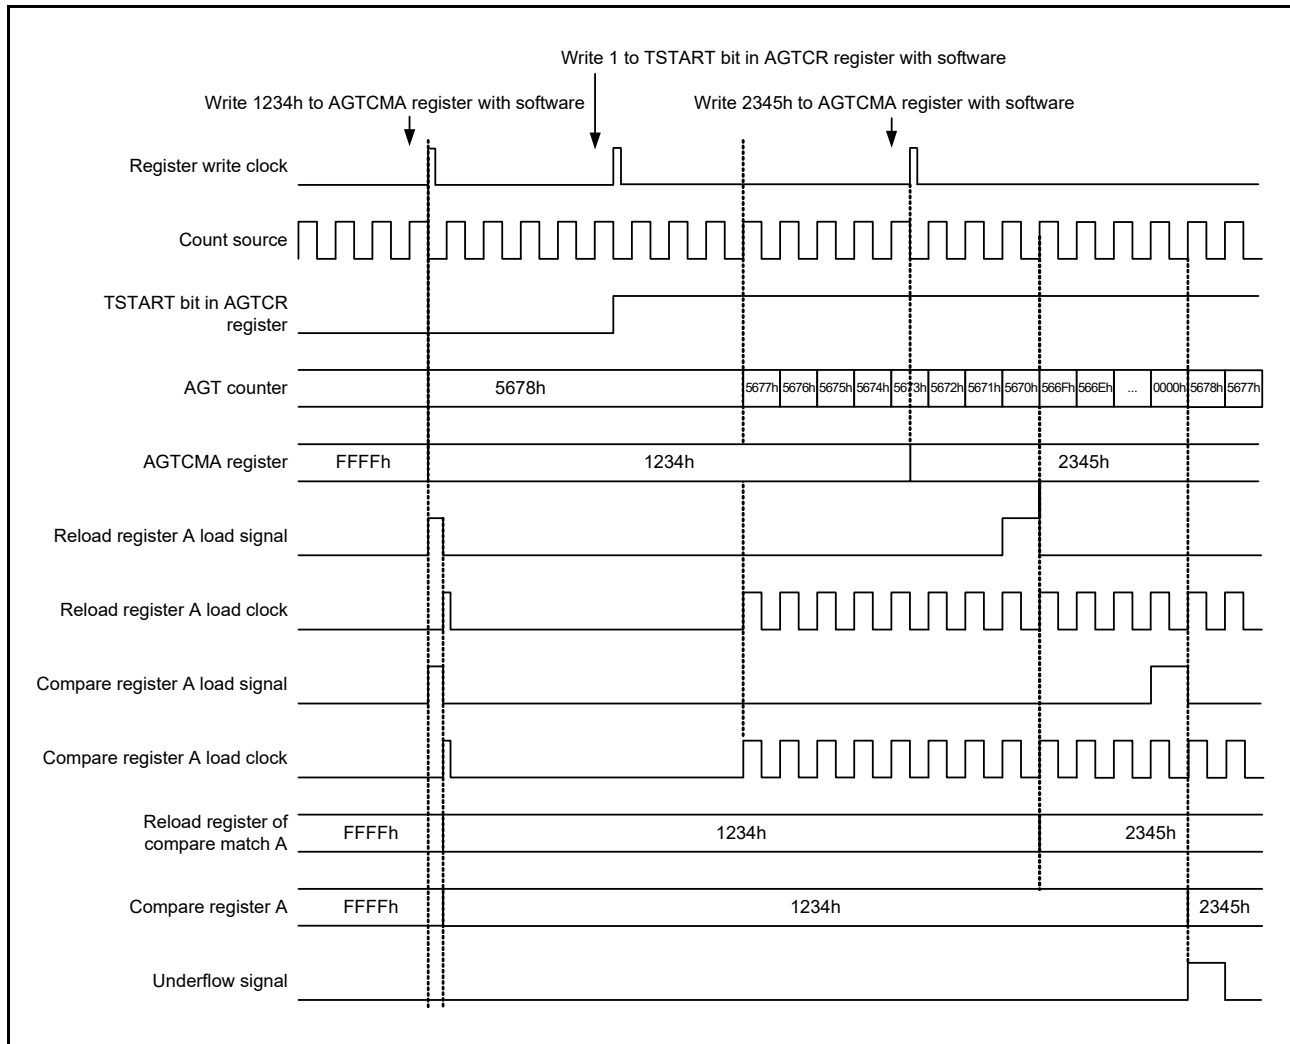 Write 1 to TSTART bit in AGTCR register with software
Write 1234h to AGTCMA register with software
Write 2345h to AGTCMA register with software
Register write clock
Count source
TSTART bit in AGTCR
register
AGT counter
5678h
5677h 5676h 5675h 5674h 5673h 5672h 5671h 5670h 566Fh 566Eh ... 0000h 5678h 5677h
AGTCMA register
FFFFh
1234h
2345h
Reload register A load signal
Reload register A load clock
Compare register A load signal
Compare register A load clock
Reload register of
compare match A
FFFFh
1234h
2345h
Compare register A
FFFFh
1234h
2345h
Underflow signal